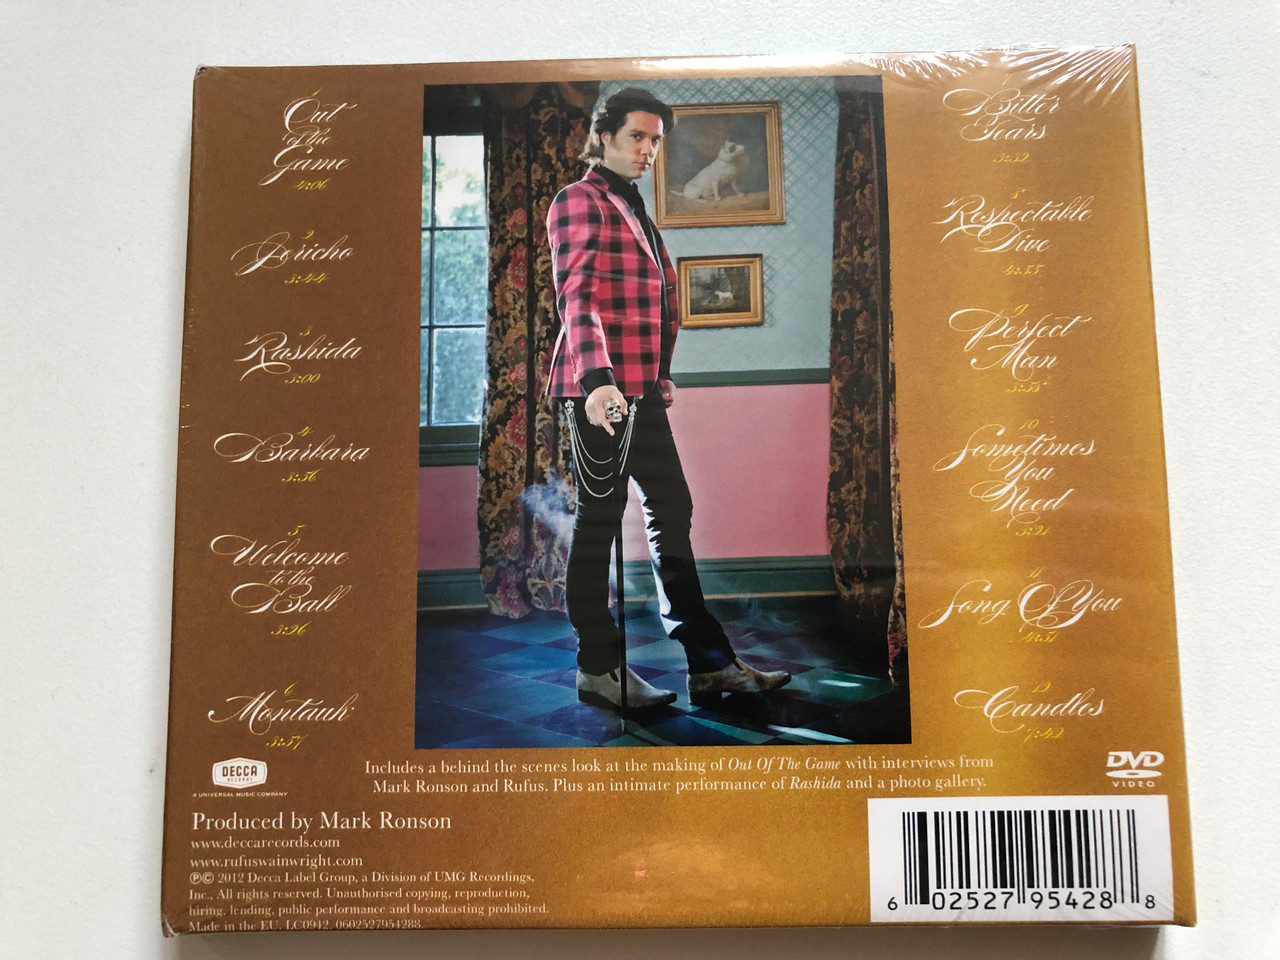 1
Out
of the
Game
4:06
2
Jericho
3:44
3
Rashida
3:00
4
Barbara
3:56
5
Welcome
to the
Ball
3:26
6
Montauk
3:57
7
Bitter
Tears
3:32
8
Respectable
Dive
4:55
9
Perfect
Man
10
Sometimes
You
Need
3:21
11
Song Of You
4:51
12
Candles
7:42
DECCA
RECORDS
A UNIVERSAL MUSIC COMPANY
Includes a behind the scenes look at the making of Out Of The Game with interviews from
Mark Ronson and Rufus. Plus an intimate performance of Rashida and a photo gallery.
DVD
VIDEO
Produced by Mark Ronson
www.deccarecords.com
www.rufuswainwright.com
℗© 2012 Decca Label Group, a Division of UMG Recordings,
Inc., All rights reserved. Unauthorised copying, reproduction,
hiring, lending, public performance and broadcasting prohibited.
Made in the EU. LC0942. 0602527954288.
6 02527 95428 8